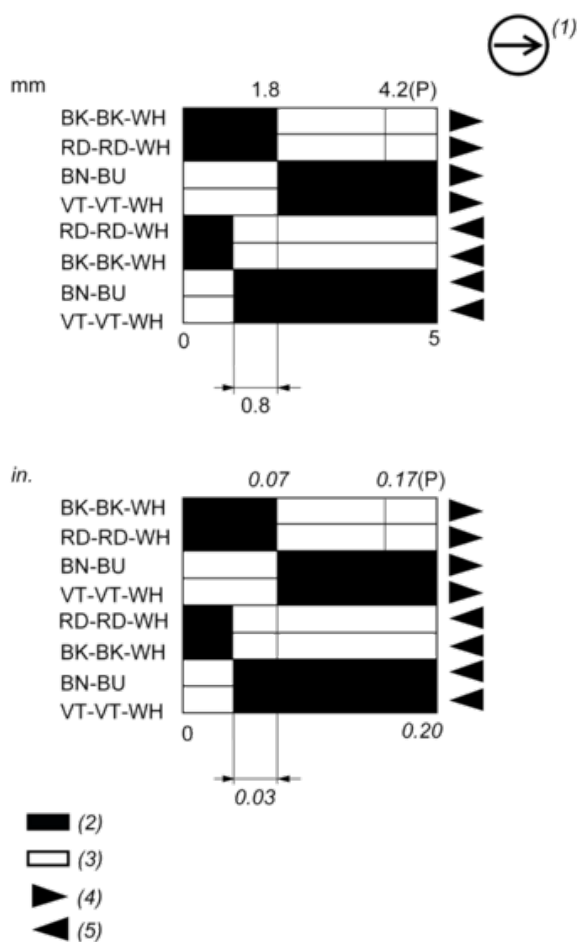 (1)
mm 1.8 4.2(P)
BK-BK-WH
RD-RD-WH
BN-BU
VT-VT-WH
RD-RD-WH
BK-BK-WH
BN-BU
VT-VT-WH
0 5
0.8
in. 0.07 0.17(P)
BK-BK-WH
RD-RD-WH
BN-BU
VT-VT-WH
RD-RD-WH
BK-BK-WH
BN-BU
VT-VT-WH
0 0.20
0.03
(2)
(3)
(4)
(5)